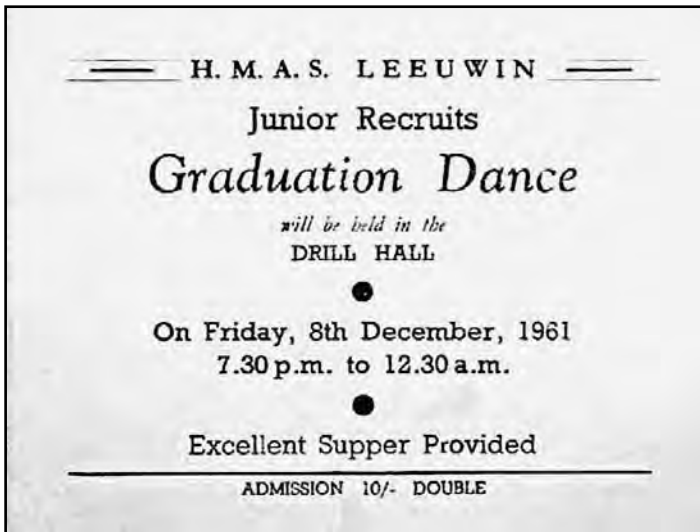 H. M. A. S. LEEUWIN
Junior Recruits
Graduation Dance
will be held in the
DRILL HALL
On Friday, 8th December, 1961
7.30 p.m. to 12.30 a.m.
Excellent Supper Provided
ADMISSION 10/- DOUBLE